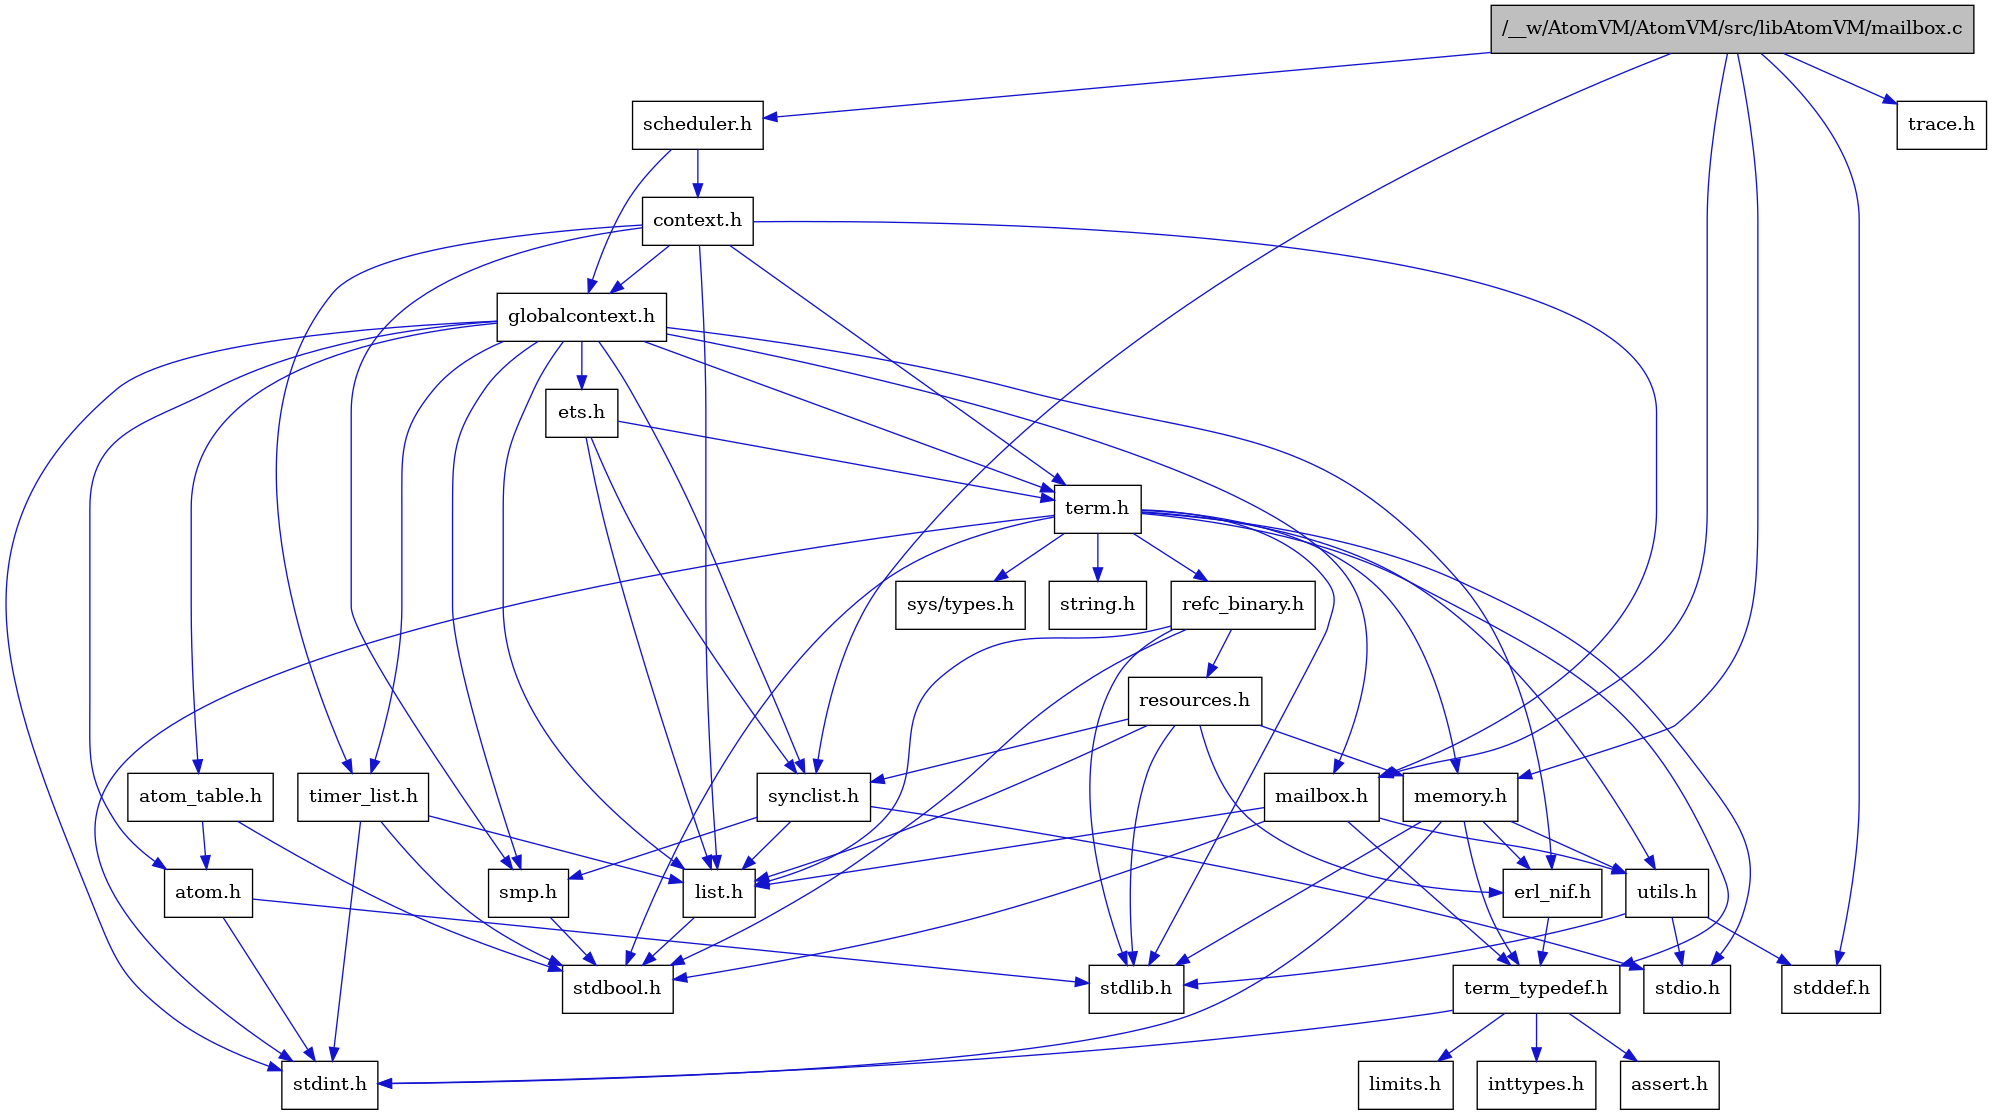 /__w/AtomVM/AtomVM/src/libAtomVM/mailbox.c
scheduler.h
trace.h
context.h
globalcontext.h
ets.h
term.h
sys/types.h
string.h
refc_binary.h
resources.h
atom_table.h
timer_list.h
synclist.h
mailbox.h
memory.h
atom.h
smp.h
list.h
erl_nif.h
utils.h
stdbool.h
stdlib.h
term_typedef.h
stdio.h
stddef.h
stdint.h
limits.h
inttypes.h
assert.h